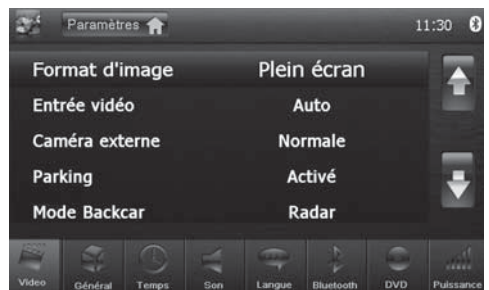 Paramètres 11:30
Format d'image Plein écran
Entrée vidéo Auto
Caméra externe Normale
Parking Activé
Mode Backcar Radar
Video Général Temps Son Langue Bluetooth DVD Puissance